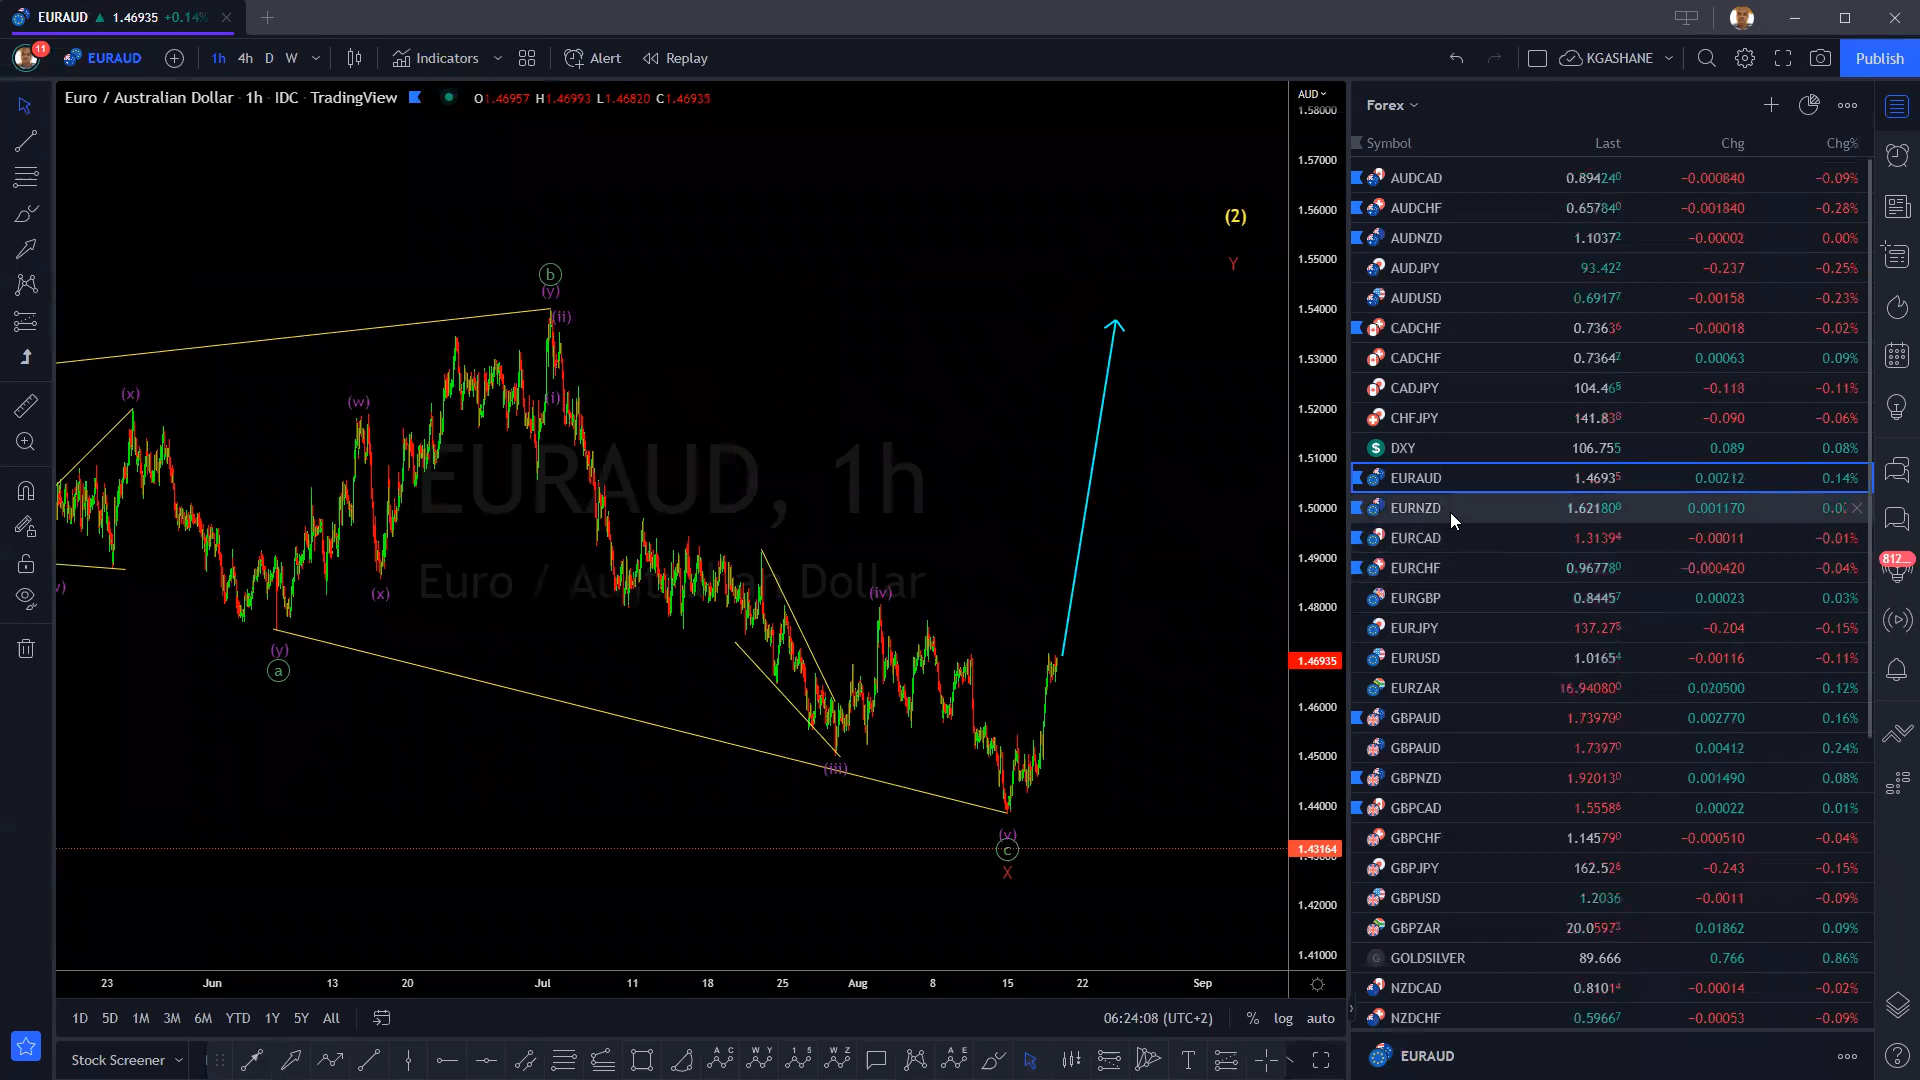 EURAUD ▲ 1.46935 +0.14%
11
EURAUD
1h 4h D W
Indicators
Alert
Replay
KGASHANE
Publish
Euro / Australian Dollar · 1h · IDC · TradingView
O1.46957 H1.46993 L1.46820 C1.46935
EURAUD, 1h
Euro / Australian Dollar
(2)
Y
b
(y)
(ii)
(i)
(x)
(w)
(x)
(y)
a
(iv)
(iii)
(v)
c
X
AUD
1.58000
1.57000
1.56000
1.55000
1.54000
1.53000
1.52000
1.51000
1.50000
1.49000
1.48000
1.46935
1.46000
1.45000
1.44000
1.43164
1.42000
1.41000
23 Jun 13 20 Jul 11 18 25 Aug 8 15 22 Sep
1D 5D 1M 3M 6M YTD 1Y 5Y All
06:24:08 (UTC+2) % log auto
Stock Screener
Forex
Symbol Last Chg Chg%
AUDCAD 0.894240 −0.000840 −0.09%
AUDCHF 0.657840 −0.001840 −0.28%
AUDNZD 1.10372 −0.00002 0.00%
AUDJPY 93.422 −0.237 −0.25%
AUDUSD 0.69177 −0.00158 −0.23%
CADCHF 0.73636 −0.00018 −0.02%
CADCHF 0.73642 0.00063 0.09%
CADJPY 104.465 −0.118 −0.11%
CHFJPY 141.838 −0.090 −0.06%
DXY 106.755 0.089 0.08%
EURAUD 1.46935 0.00212 0.14%
EURNZD 1.621800 0.001170
EURCAD 1.31394 −0.00011 −0.01%
EURCHF 0.967780 −0.000420 −0.04%
EURGBP 0.84457 0.00023 0.03%
EURJPY 137.275 −0.204 −0.15%
EURUSD 1.01654 −0.00116 −0.11%
EURZAR 16.940800 0.020500 0.12%
GBPAUD 1.739700 0.002770 0.16%
GBPAUD 1.73970 0.00412 0.24%
GBPNZD 1.920130 0.001490 0.08%
GBPCAD 1.55586 0.00022 0.01%
GBPCHF 1.145790 −0.000510 −0.04%
GBPJPY 162.526 −0.243 −0.15%
GBPUSD 1.2036 −0.0011 −0.09%
GBPZAR 20.0597 0.01862 0.09%
GOLDSILVER 89.666 0.766 0.86%
NZDCAD 0.81014 −0.00014 −0.02%
NZDCHF 0.59667 −0.00053 −0.09%
EURAUD
812